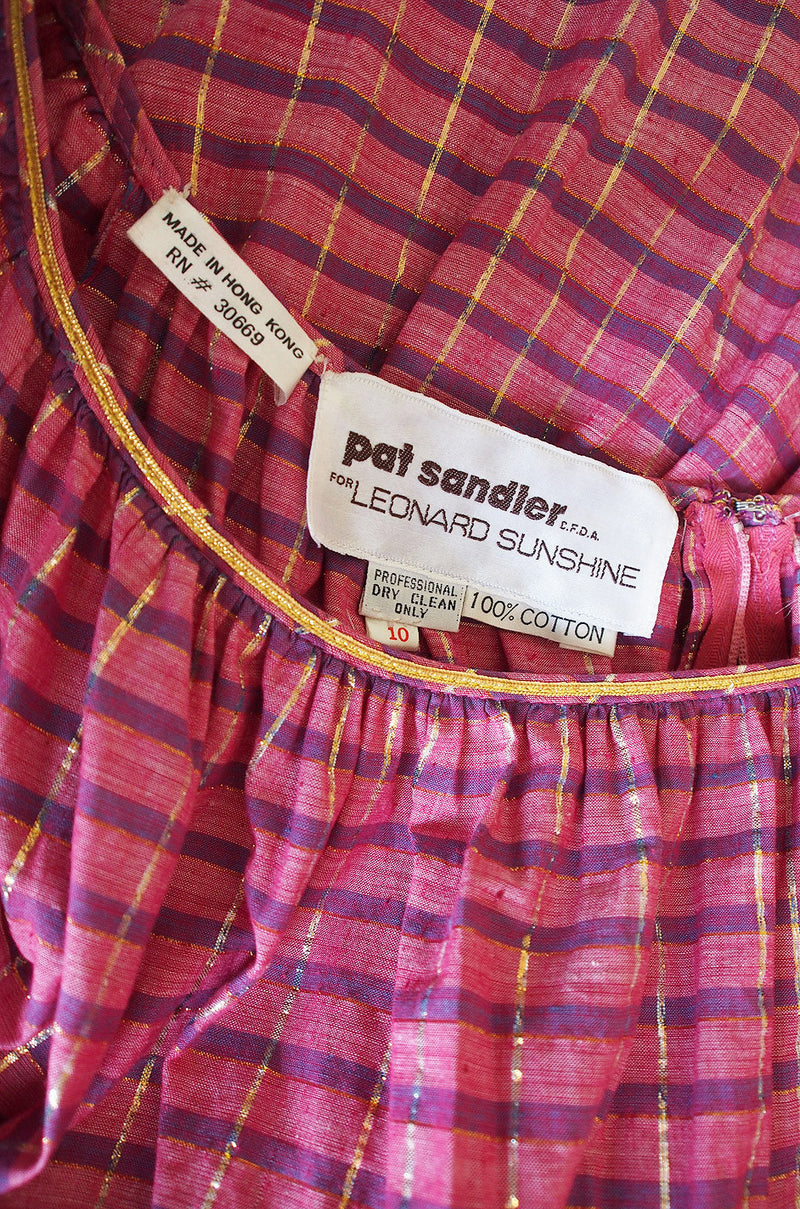 MADE IN HONG KONG
RN # 30669
pat sandler C.F.D.A.
FOR LEONARD SUNSHINE
PROFESSIONAL
DRY CLEAN
ONLY
100% COTTON
10